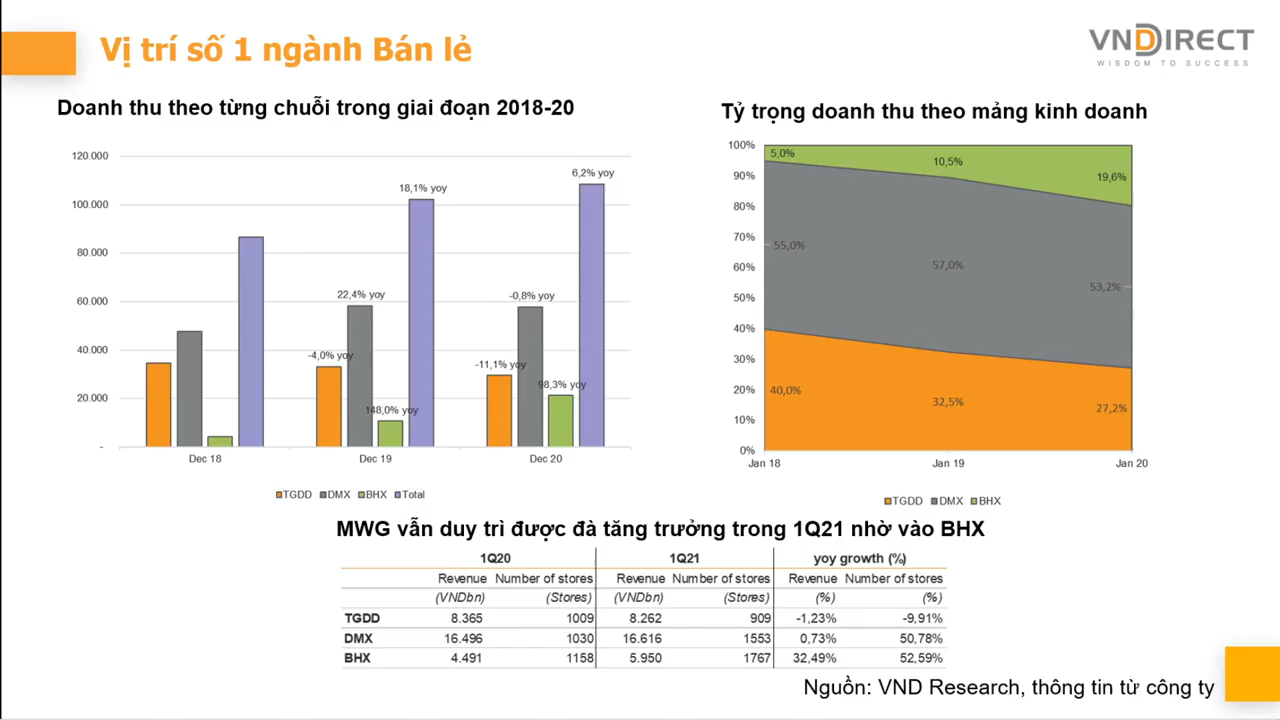 Vị trí số 1 ngành Bán lẻ
VNDIRECT
WISDOM TO SUCCESS
Doanh thu theo từng chuỗi trong giai đoạn 2018-20
120.000
100.000
80.000
60.000
40.000
20.000
-
-4,0% yoy
22,4% yoy
148,0% yoy
18,1% yoy
-11,1% yoy
-0,8% yoy
98,3% yoy
6,2% yoy
Dec 18 Dec 19 Dec 20
TGDD DMX BHX Total
Tỷ trọng doanh thu theo mảng kinh doanh
100%
90%
80%
70%
60%
50%
40%
30%
20%
10%
0%
5,0% 10,5% 19,6%
55,0% 57,0% 53,2%
40,0% 32,5% 27,2%
Jan 18 Jan 19 Jan 20
TGDD DMX BHX
MWG vẫn duy trì được đà tăng trưởng trong 1Q21 nhờ vào BHX
1Q20 1Q21 yoy growth (%)
Revenue Number of stores Revenue Number of stores Revenue Number of stores
(VNDbn) (Stores) (VNDbn) (Stores) (%) (%)
TGDD 8.365 1009 8.262 909 -1,23% -9,91%
DMX 16.496 1030 16.616 1553 0,73% 50,78%
BHX 4.491 1158 5.950 1767 32,49% 52,59%
Nguồn: VND Research, thông tin từ công ty